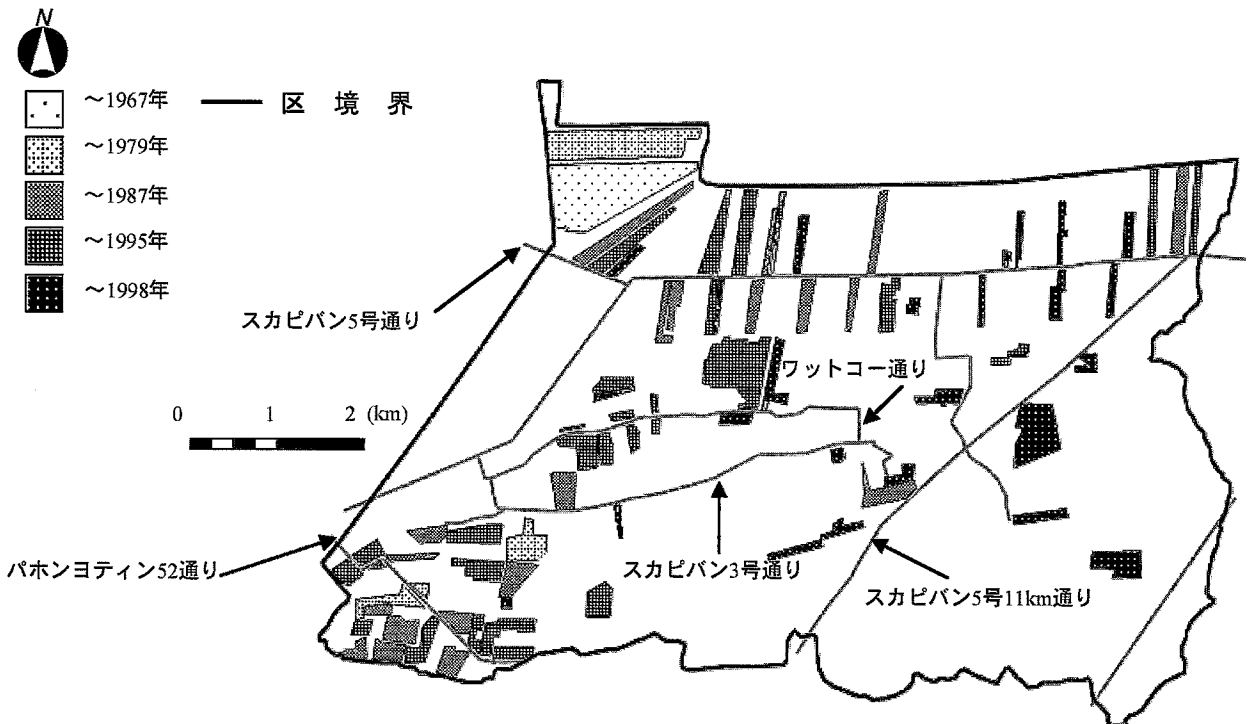 N
～1967年
区 境 界
～1979年
～1987年
～1995年
～1998年
スカピバン5号通り
ワットコー通り
0 1 2 (km)
パホンヨティン52通り
スカピバン3号通り
スカピバン5号11km通り